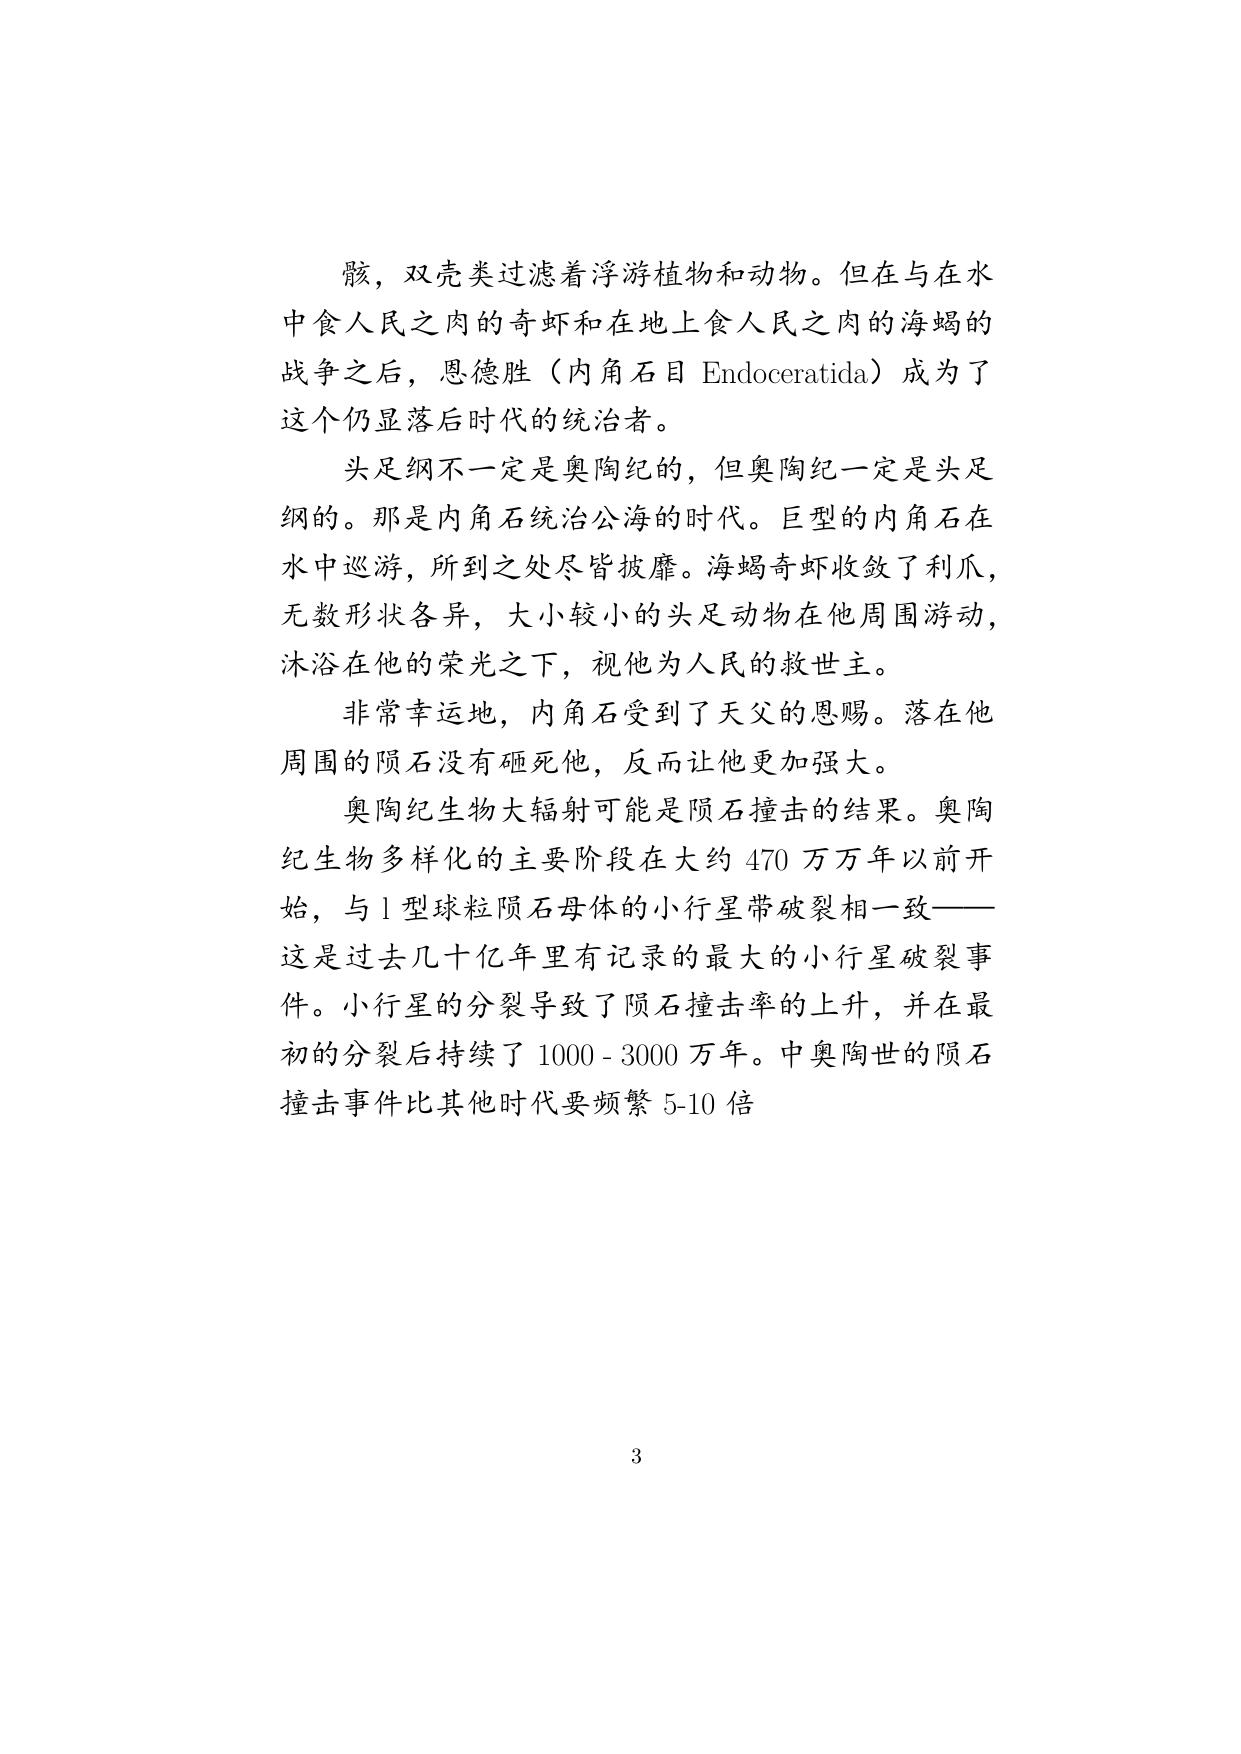 骸，双壳类过滤着浮游植物和动物。但在与在水
中食人民之肉的奇虾和在地上食人民之肉的海蝎的
战争之后，恩德胜（内角石目 Endoceratida）成为了
这个仍显落后时代的统治者。
头足纲不一定是奥陶纪的，但奥陶纪一定是头足
纲的。那是内角石统治公海的时代。巨型的内角石在
水中巡游，所到之处尽皆披靡。海蝎奇虾收敛了利爪，
无数形状各异，大小较小的头足动物在他周围游动，
沐浴在他的荣光之下，视他为人民的救世主。
非常幸运地，内角石受到了天父的恩赐。落在他
周围的陨石没有砸死他，反而让他更加强大。
奥陶纪生物大辐射可能是陨石撞击的结果。奥陶
纪生物多样化的主要阶段在大约 470 万万年以前开
始，与 l 型球粒陨石母体的小行星带破裂相一致——
这是过去几十亿年里有记录的最大的小行星破裂事
件。小行星的分裂导致了陨石撞击率的上升，并在最
初的分裂后持续了 1000 - 3000 万年。中奥陶世的陨石
撞击事件比其他时代要频繁 5-10 倍
3